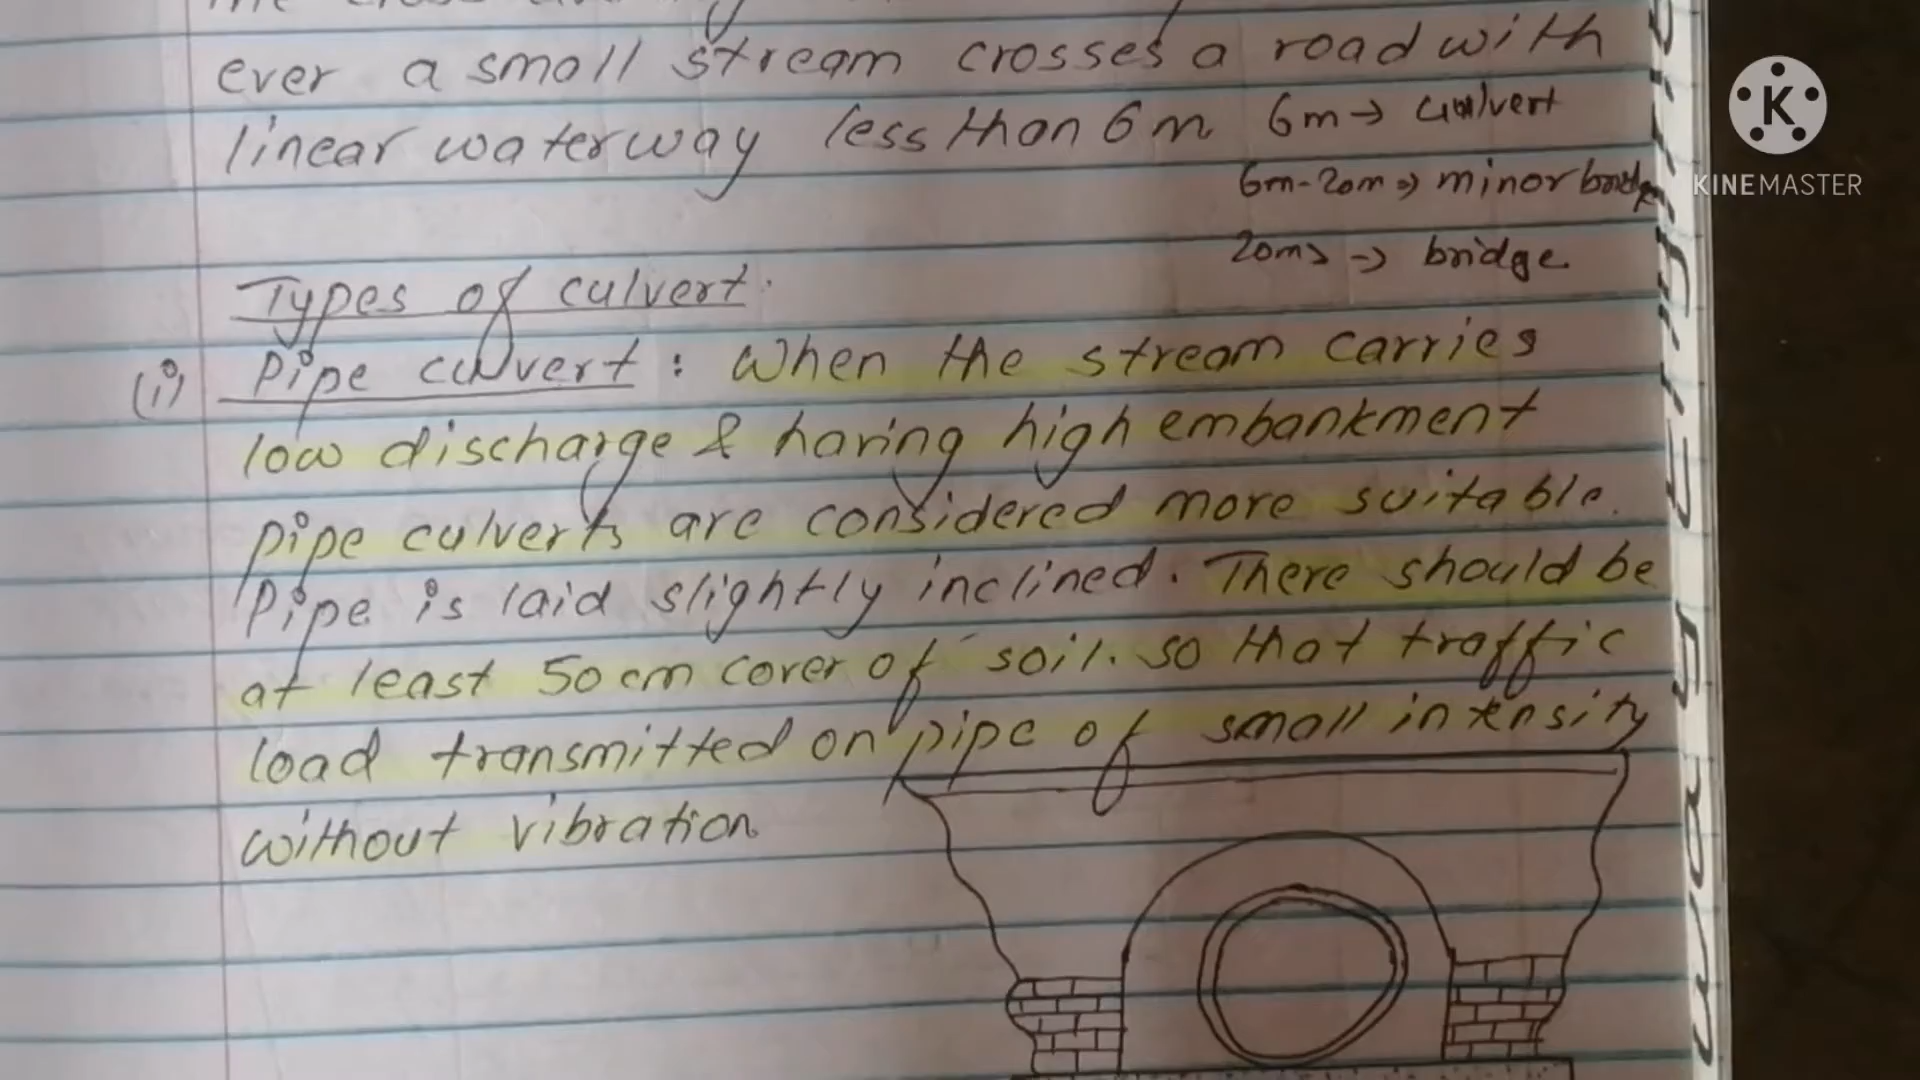 ever a small stream crosses a road with
linear waterway less than 6m 6m → culvert
6m-20m ⇒ minor bridge
20m> → bridge
Types of culvert.
(i) Pipe culvert : When the stream carries
low discharge & having high embankment
pipe culverts are considered more suitable.
Pipe is laid slightly inclined. There should be
at least 50cm cover of soil. so that traffic
load transmitted on pipe of small intensity
without vibration
K
KINEMASTER